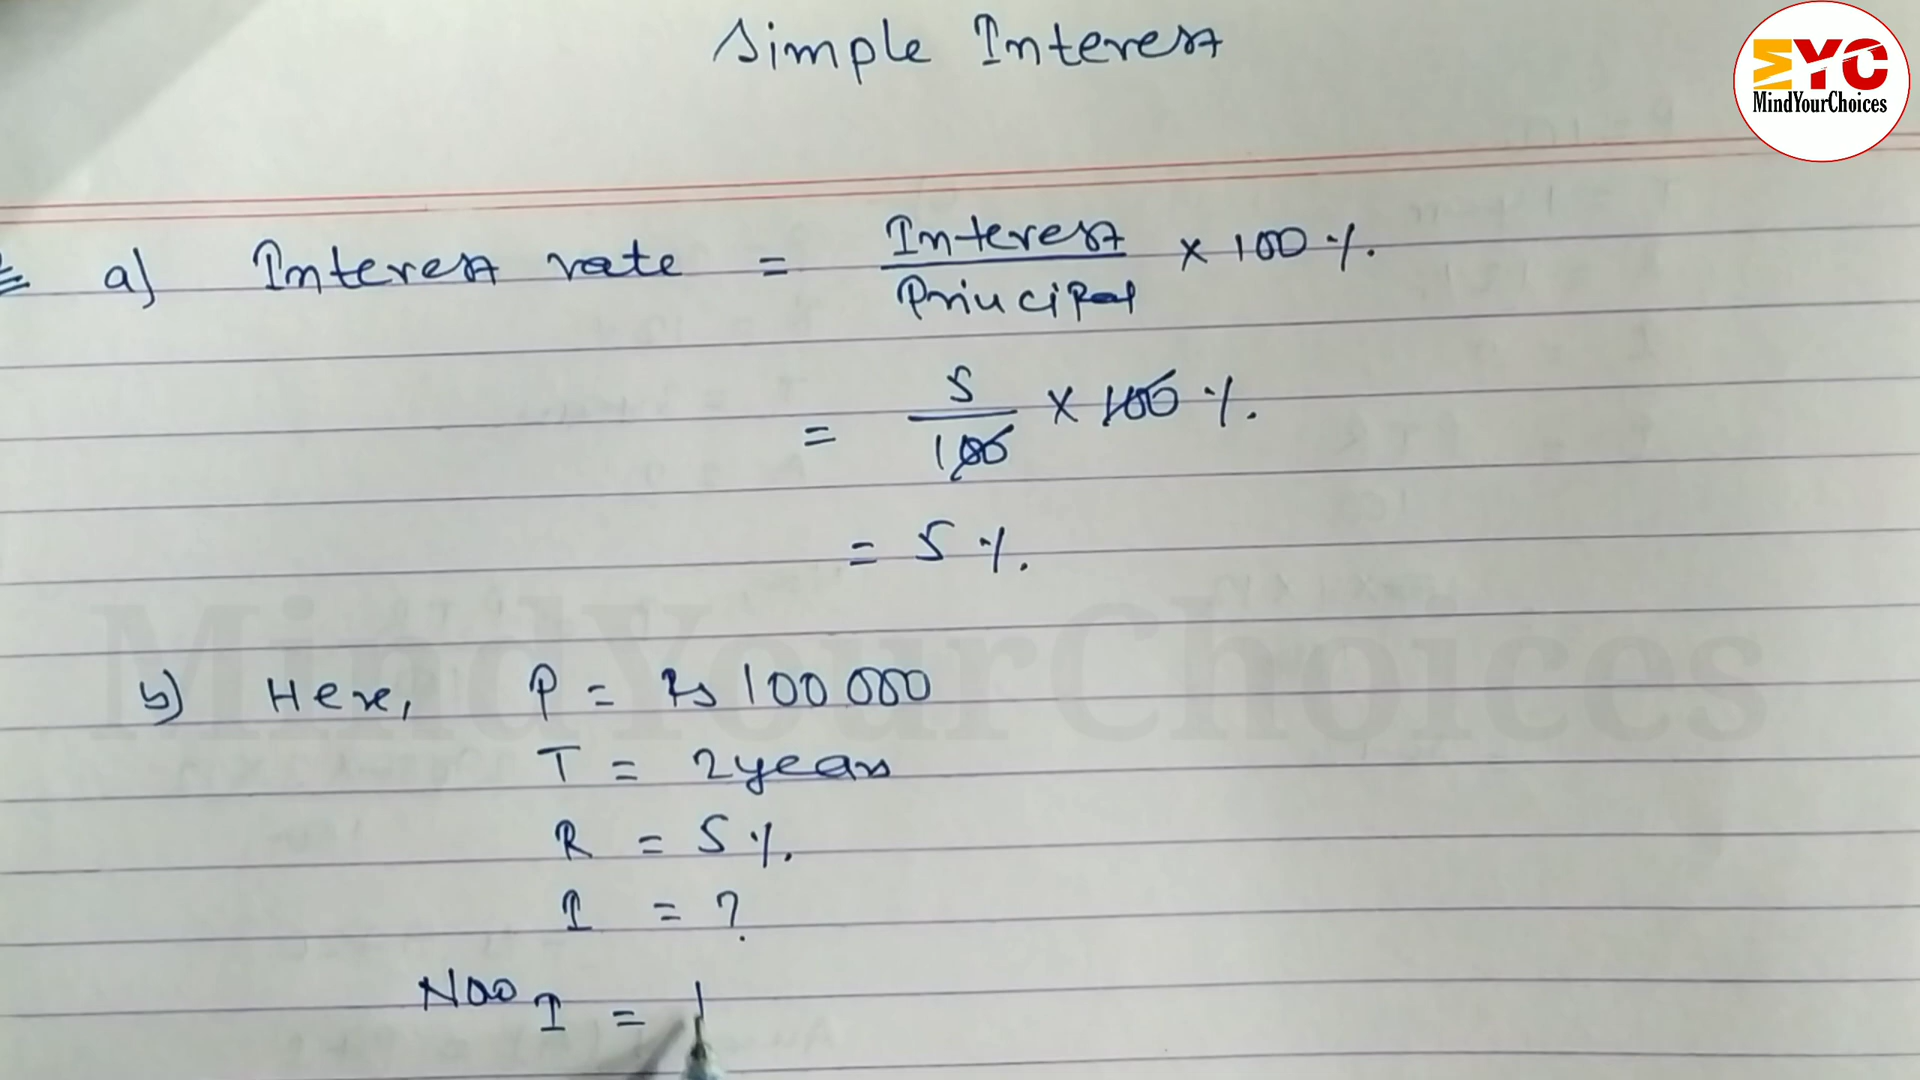 Simple Interest
MYC
MindYourChoices
a) Interest rate = Interest / Principal × 100 %.
= 5 / 100 × 100 %.
= 5 %.
MindYourChoices
b) Here, P = Rs 100 000
T = 2 years
R = 5 %.
I = ?
Now I =